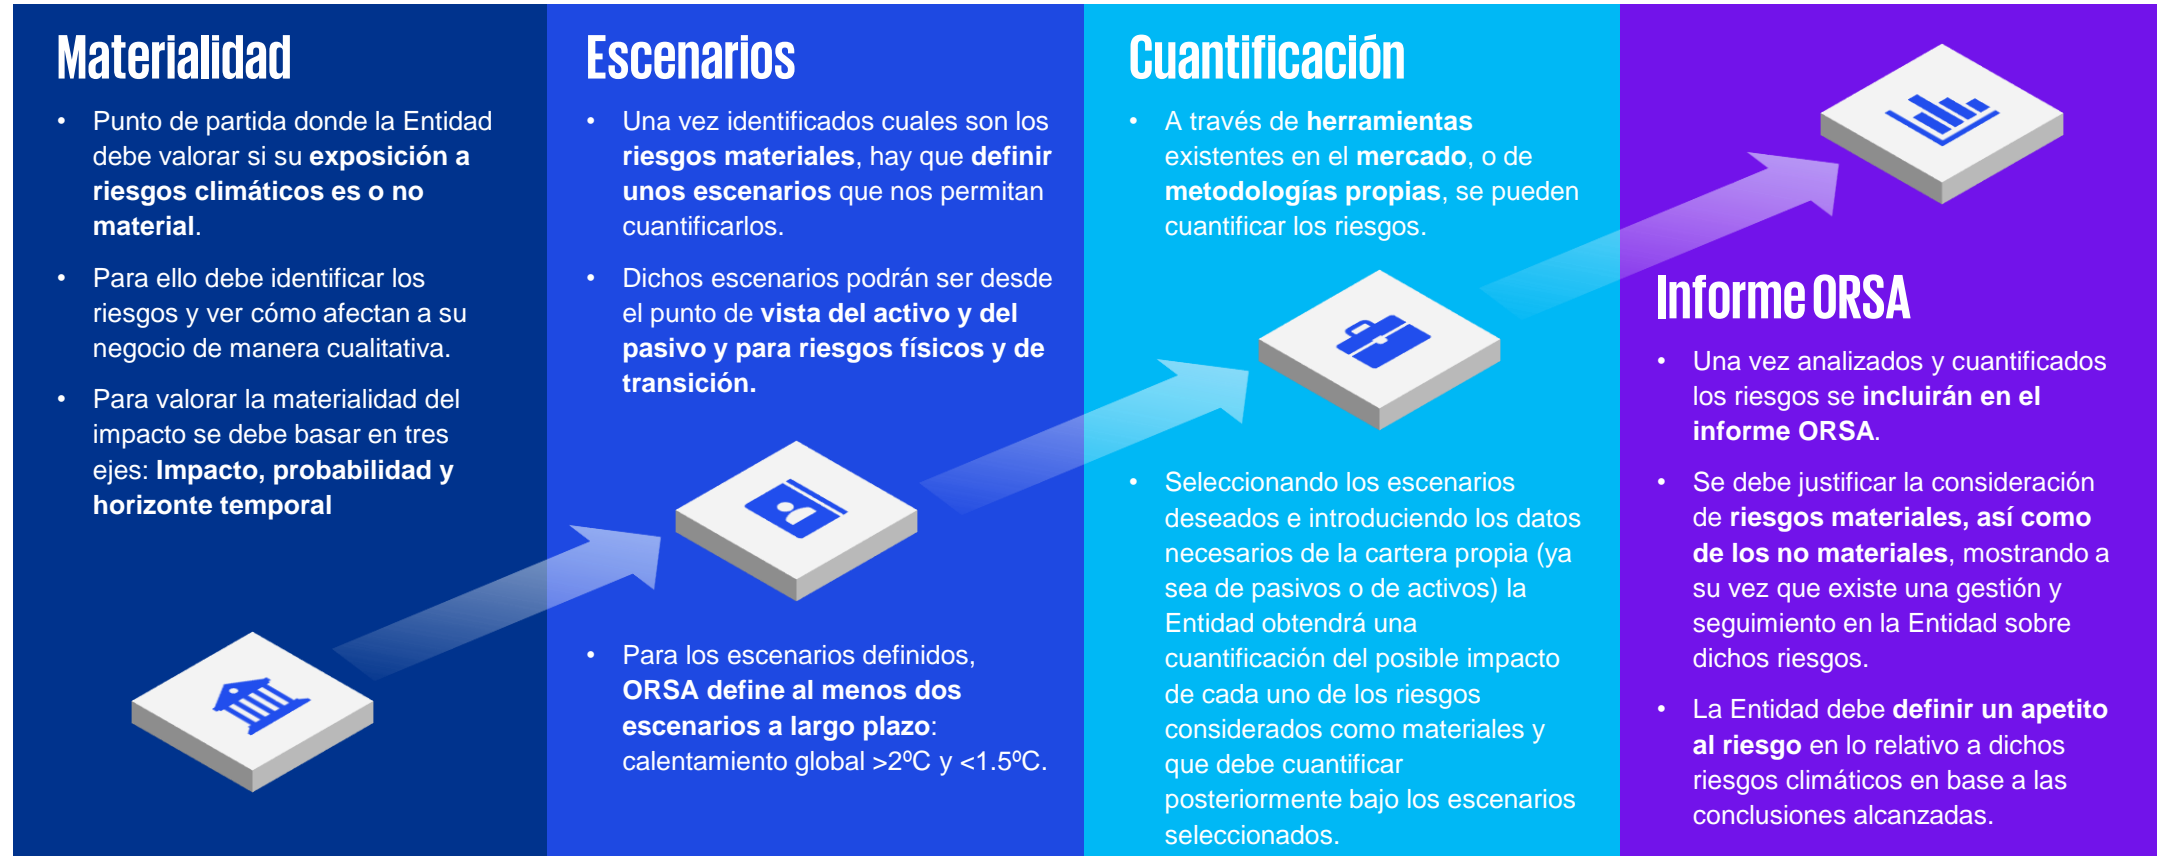 Materialidad
• Punto de partida donde la Entidad
debe valorar si su exposición a
riesgos climáticos es o no
material.
• Para ello debe identificar los
riesgos y ver cómo afectan a su
negocio de manera cualitativa.
• Para valorar la materialidad del
impacto se debe basar en tres
ejes: Impacto, probabilidad y
horizonte temporal
Escenarios
• Una vez identificados cuales son los
riesgos materiales, hay que definir
unos escenarios que nos permitan
cuantificarlos.
• Dichos escenarios podrán ser desde
el punto de vista del activo y del
pasivo y para riesgos físicos y de
transición.
• Para los escenarios definidos,
ORSA define al menos dos
escenarios a largo plazo:
calentamiento global >2ºC y <1.5ºC.
Cuantificación
• A través de herramientas
existentes en el mercado, o de
metodologías propias, se pueden
cuantificar los riesgos.
• Seleccionando los escenarios
deseados e introduciendo los datos
necesarios de la cartera propia (ya
sea de pasivos o de activos) la
Entidad obtendrá una
cuantificación del posible impacto
de cada uno de los riesgos
considerados como materiales y
que debe cuantificar
posteriormente bajo los escenarios
seleccionados.
Informe ORSA
• Una vez analizados y cuantificados
los riesgos se incluirán en el
informe ORSA.
• Se debe justificar la consideración
de riesgos materiales, así como
de los no materiales, mostrando a
su vez que existe una gestión y
seguimiento en la Entidad sobre
dichos riesgos.
• La Entidad debe definir un apetito
al riesgo en lo relativo a dichos
riesgos climáticos en base a las
conclusiones alcanzadas.